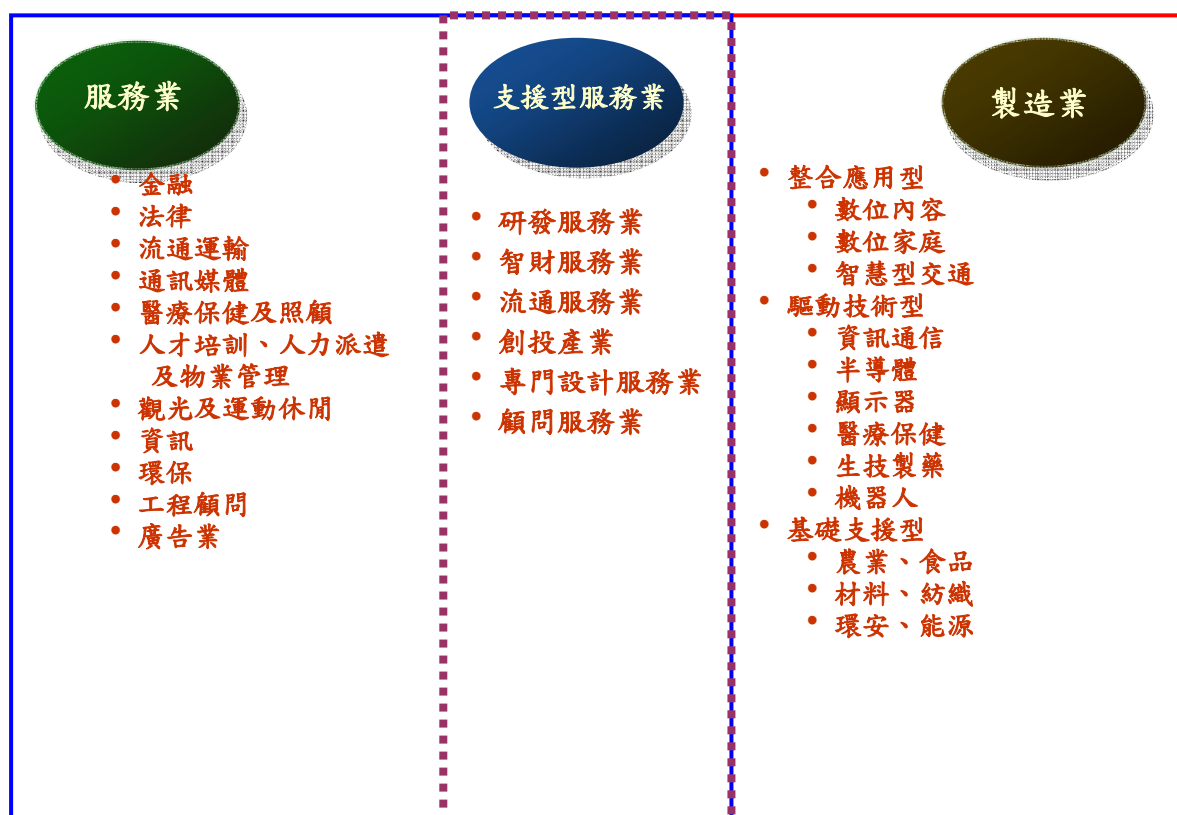 服務業
• 金融
• 法律
• 流通運輸
• 通訊媒體
• 醫療保健及照顧
• 人才培訓、人力派遣
及物業管理
• 觀光及運動休閒
• 資訊
• 環保
• 工程顧問
• 廣告業
支援型服務業
• 研發服務業
• 智財服務業
• 流通服務業
• 創投產業
• 專門設計服務業
• 顧問服務業
製造業
• 整合應用型
• 數位內容
• 數位家庭
• 智慧型交通
• 驅動技術型
• 資訊通信
• 半導體
• 顯示器
• 醫療保健
• 生技製藥
• 機器人
• 基礎支援型
• 農業、食品
• 材料、紡織
• 環安、能源